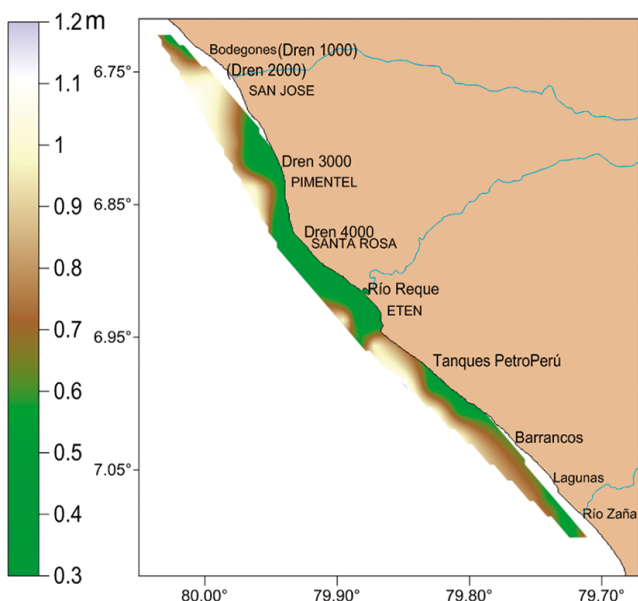 1.2m
1.1
1
0.9
0.8
0.7
0.6
0.5
0.4
0.3
6.75°
6.85°
6.95°
7.05°
Bodegones(Dren 1000)
(Dren 2000)
SAN JOSE
Dren 3000
PIMENTEL
Dren 4000
SANTA ROSA
Río Reque
ETEN
Tanques PetroPerú
Barrancos
Lagunas
Río Zaña
80.00°
79.90°
79.80°
79.70°